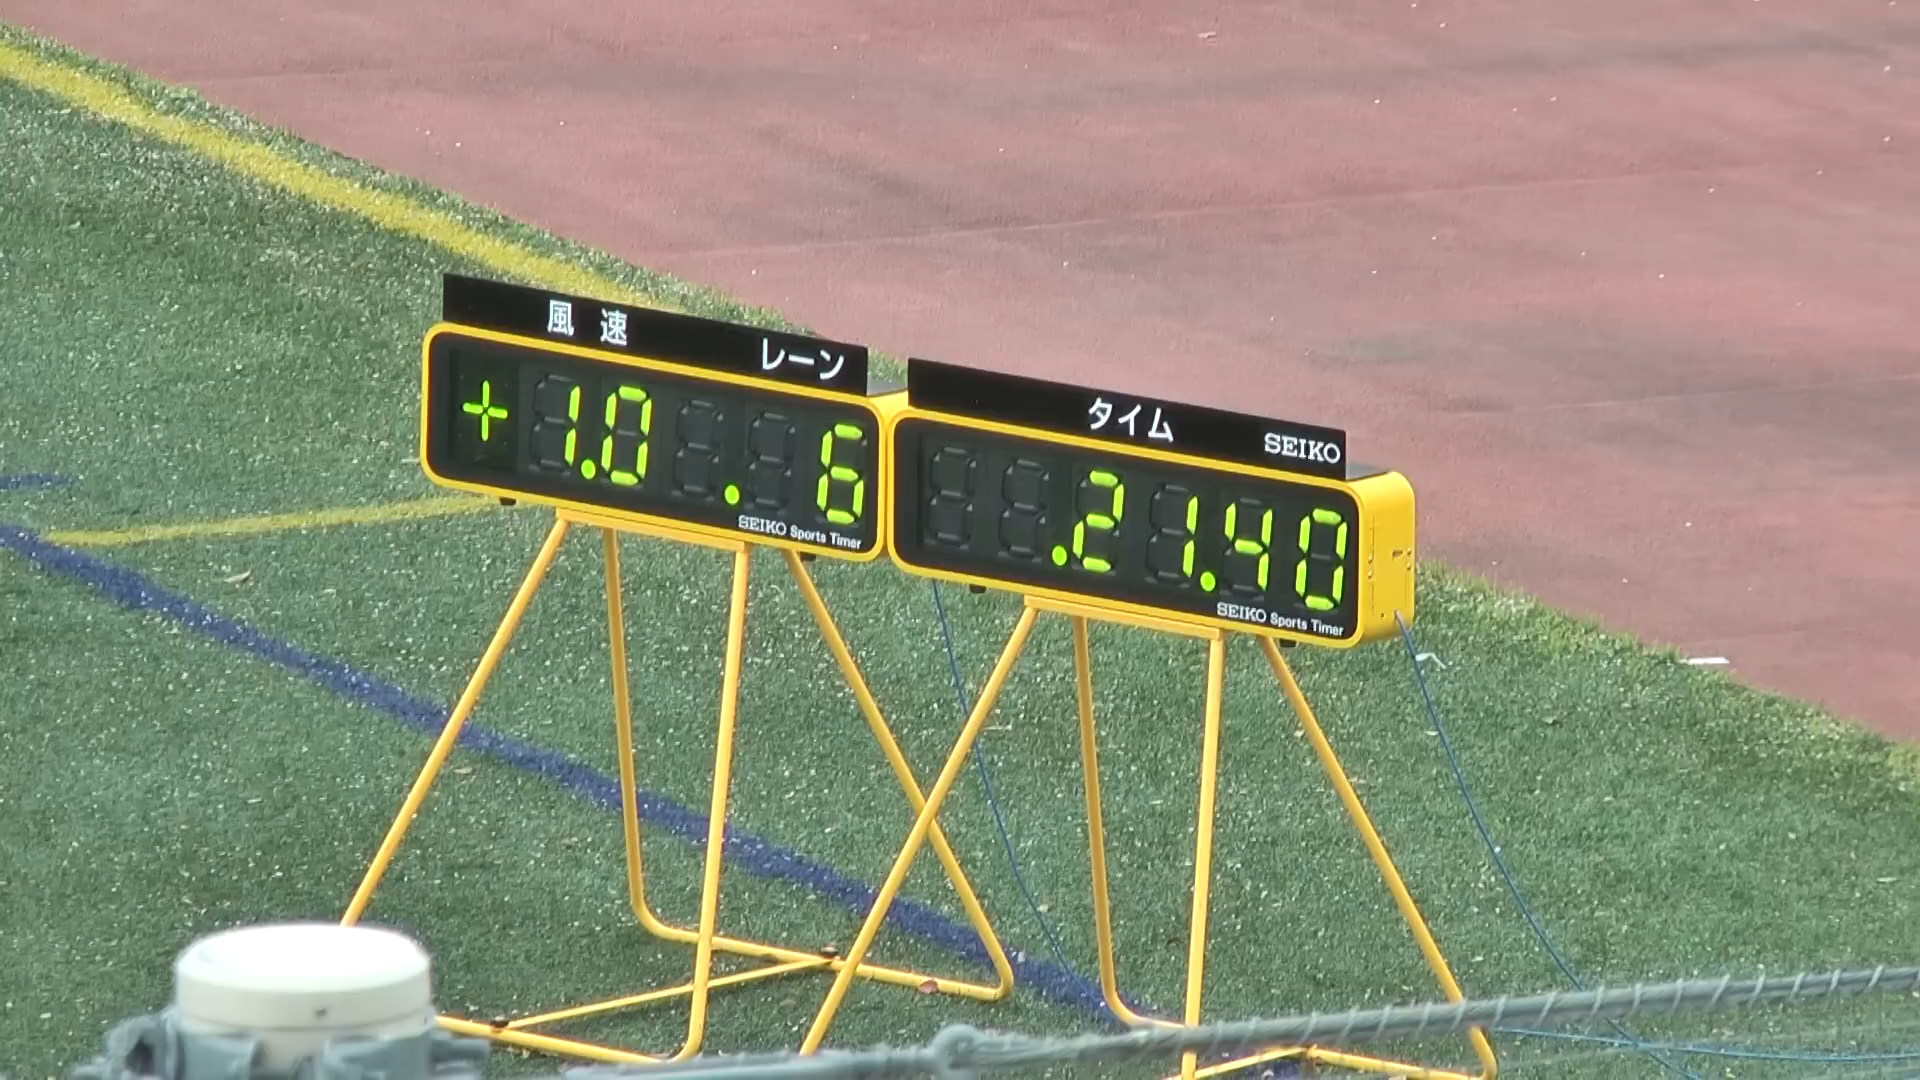 風速 レーン
+1.0 . 6
SEIKO Sports Timer
タイム SEIKO
.21.40
SEIKO Sports Timer